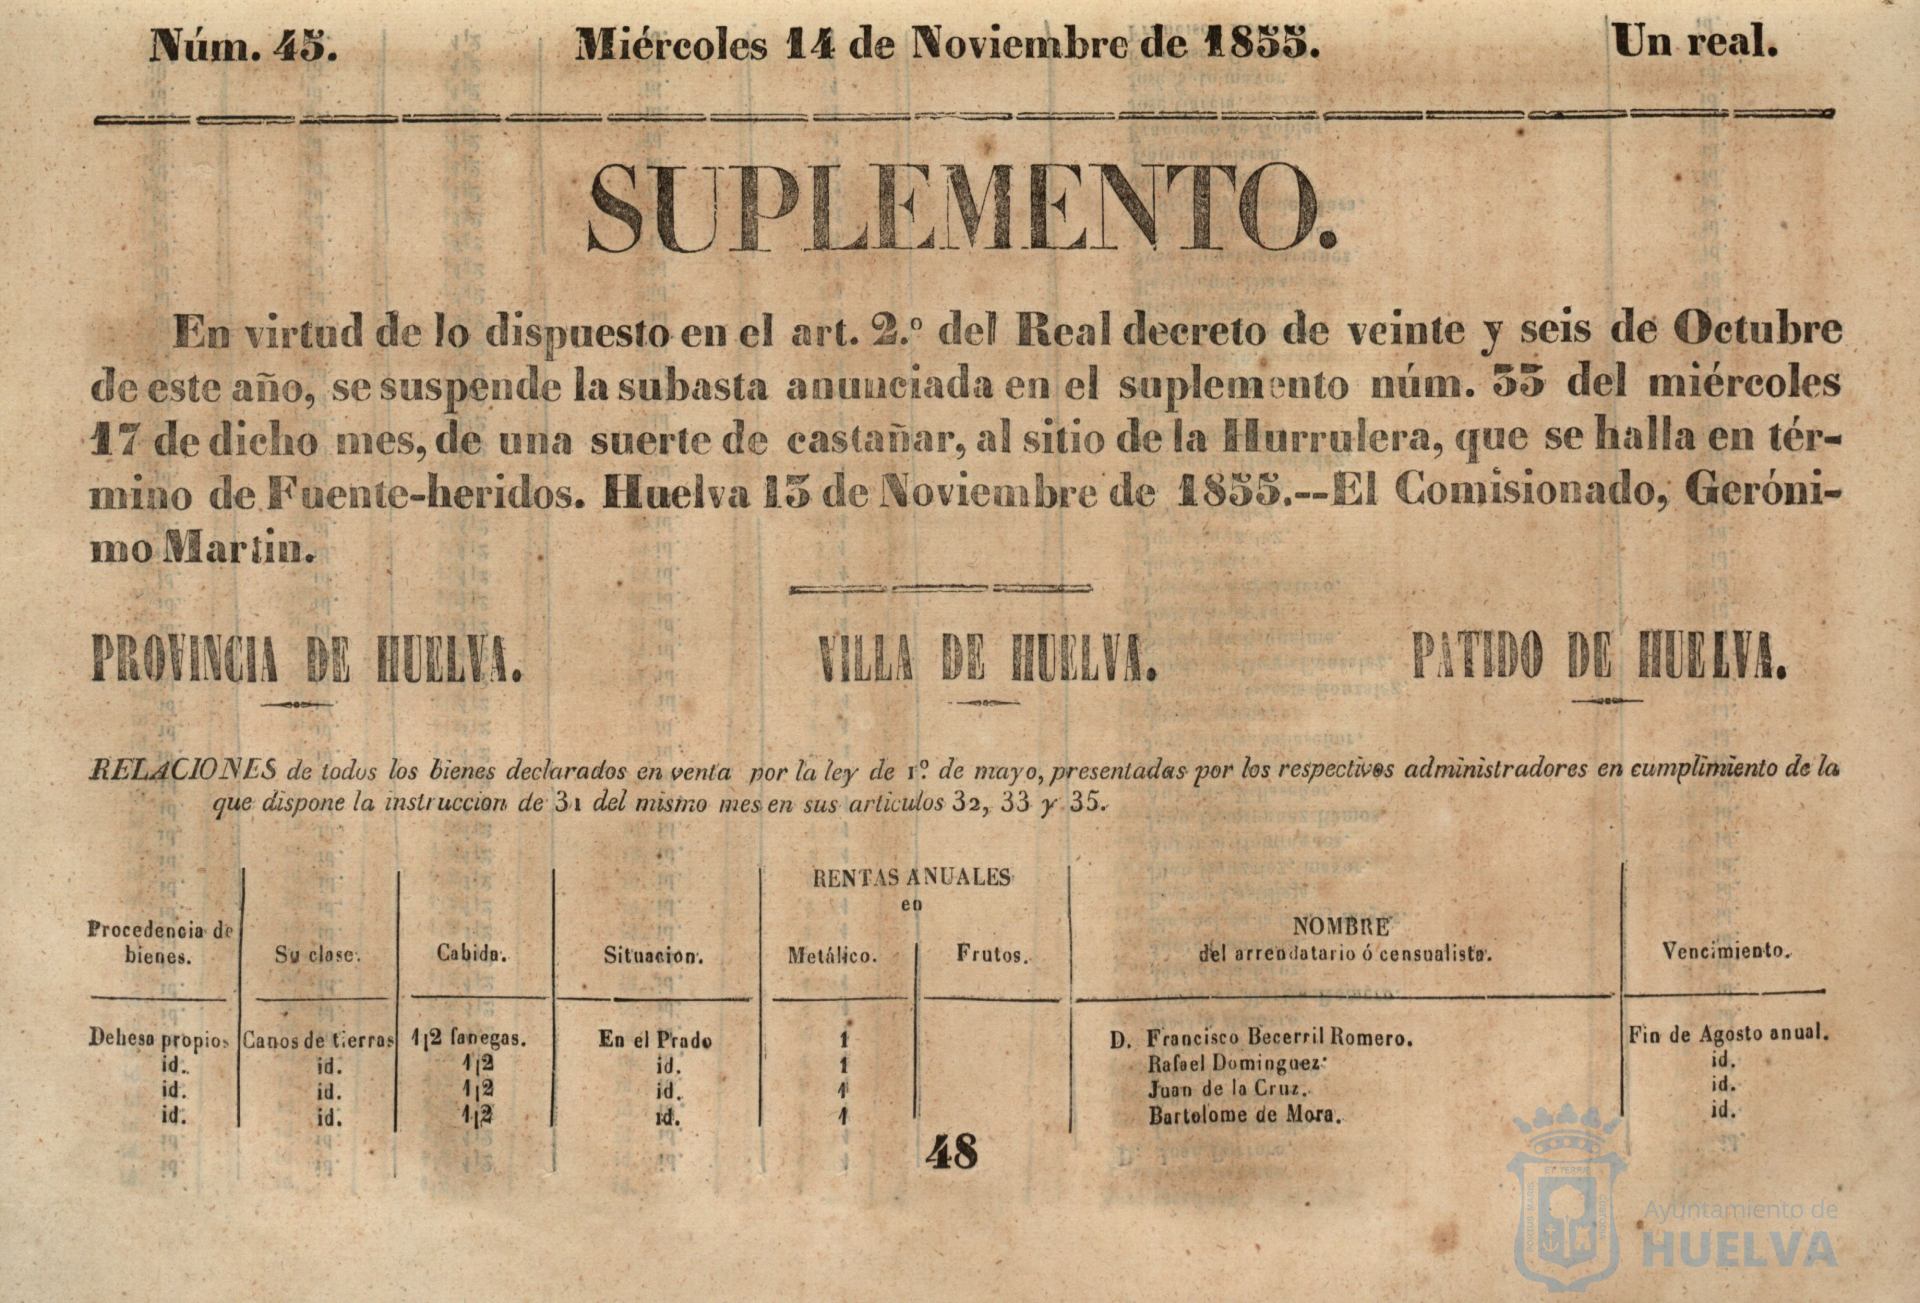 Núm. 45. Miércoles 14 de Noviembre de 1855. Un real.
SUPLEMENTO.
En virtud de lo dispuesto en el art. 2.º del Real decreto de veinte y seis de Octubre
de este año, se suspende la subasta anunciada en el suplemento núm. 35 del miércoles
17 de dicho mes, de una suerte de castañar, al sitio de la Hurrulera, que se halla en tér-
mino de Fuente-heridos. Huelva 13 de Noviembre de 1855.--El Comisionado, Geróni-
mo Martin.
PROVINCIA DE HUELVA. VILLA DE HUELVA. PATIDO DE HUELVA.
RELACIONES de todos los bienes declarados en venta por la ley de 1º. de mayo, presentadas por los respectivos administradores en cumplimiento de la
que dispone la instruccion de 31 del mismo mes en sus articulos 32, 33 y 35.
RENTAS ANUALES
en
Procedencia de bienes. Su clase. Cabida. Situacion. Metálico. Frutos. NOMBRE del arrendatario ó censualista. Vencimiento.
Dehesa propios Canos de tierras 1|2 fanegas. En el Prado 1 D. Francisco Becerril Romero. Fin de Agosto anual.
id. id. 1|2 id. 1 Rafael Dominguez. id.
id. id. 1|2 id. 1 Juan de la Cruz. id.
id. id. 1|2 id. 1 Bartolome de Mora. id.
48
Ayuntamiento de
HUELVA